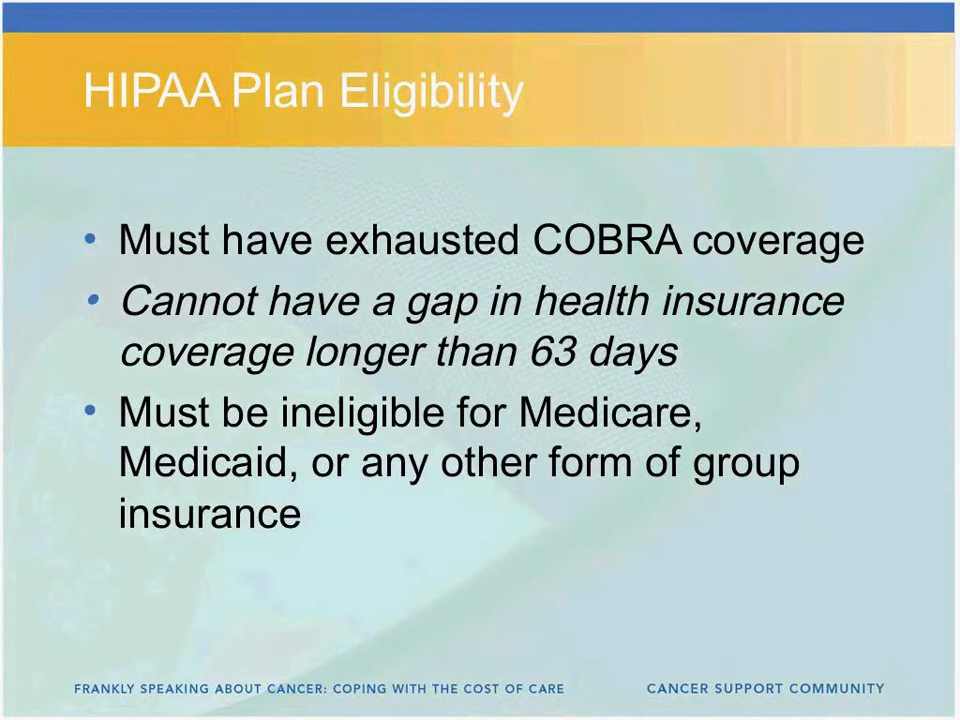 HIPAA Plan Eligibility
• Must have exhausted COBRA coverage
• Cannot have a gap in health insurance
coverage longer than 63 days
• Must be ineligible for Medicare,
Medicaid, or any other form of group
insurance
FRANKLY SPEAKING ABOUT CANCER: COPING WITH THE COST OF CARE
CANCER SUPPORT COMMUNITY